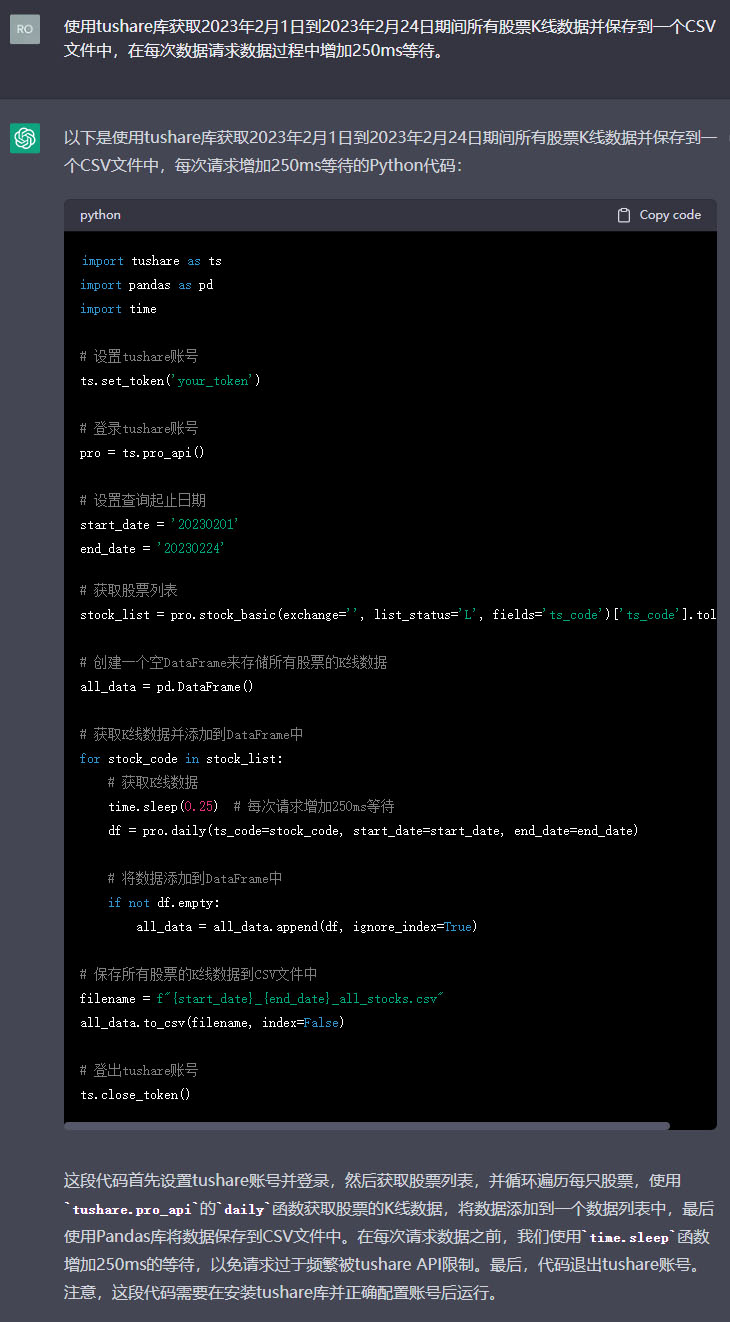 RO
使用tushare库获取2023年2月1日到2023年2月24日期间所有股票K线数据并保存到一个CSV
文件中，在每次数据请求数据过程中增加250ms等待。
以下是使用tushare库获取2023年2月1日到2023年2月24日期间所有股票K线数据并保存到一
个CSV文件中，每次请求增加250ms等待的Python代码：
python Copy code
import tushare as ts
import pandas as pd
import time
# 设置tushare账号
ts.set_token('your_token')
# 登录tushare账号
pro = ts.pro_api()
# 设置查询起止日期
start_date = '20230201'
end_date = '20230224'
# 获取股票列表
stock_list = pro.stock_basic(exchange='', list_status='L', fields='ts_code')['ts_code'].tol
# 创建一个空DataFrame来存储所有股票的K线数据
all_data = pd.DataFrame()
# 获取K线数据并添加到DataFrame中
for stock_code in stock_list:
    # 获取K线数据
    time.sleep(0.25)  # 每次请求增加250ms等待
    df = pro.daily(ts_code=stock_code, start_date=start_date, end_date=end_date)
    # 将数据添加到DataFrame中
    if not df.empty:
        all_data = all_data.append(df, ignore_index=True)
# 保存所有股票的K线数据到CSV文件中
filename = f"{start_date}_{end_date}_all_stocks.csv"
all_data.to_csv(filename, index=False)
# 登出tushare账号
ts.close_token()
这段代码首先设置tushare账号并登录，然后获取股票列表，并循环遍历每只股票，使用
`tushare.pro_api`的`daily`函数获取股票的K线数据，将数据添加到一个数据列表中，最后
使用Pandas库将数据保存到CSV文件中。在每次请求数据之前，我们使用`time.sleep`函数
增加250ms的等待，以免请求过于频繁被tushare API限制。最后，代码退出tushare账号。
注意，这段代码需要在安装tushare库并正确配置账号后运行。